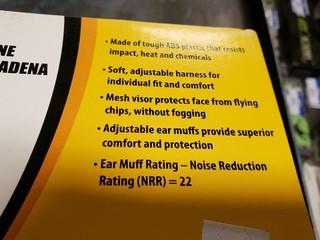 NE
ADENA
• Made of tough ABS plastic that resists
impact, heat and chemicals
• Soft, adjustable harness for
individual fit and comfort
• Mesh visor protects face from flying
chips, without fogging
• Adjustable ear muffs provide superior
comfort and protection
• Ear Muff Rating – Noise Reduction
Rating (NRR) = 22